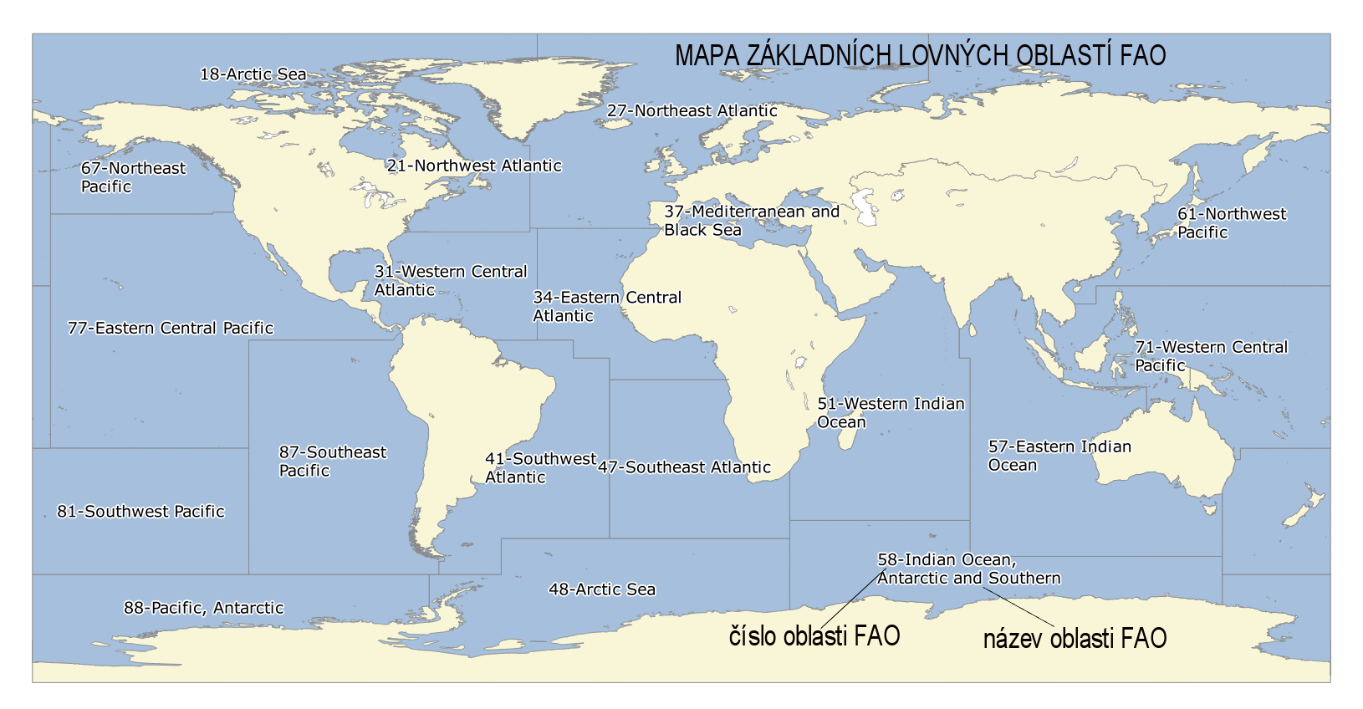 MAPA ZÁKLADNÍCH LOVNÝCH OBLASTÍ FAO
18-Arctic Sea
27-Northeast Atlantic
21-Northwest Atlantic
67-Northeast
Pacific
37-Mediterranean and
Black Sea
61-Northwest
Pacific
31-Western Central
Atlantic
34-Eastern Central
Atlantic
77-Eastern Central Pacific
71-Western Central
Pacific
51-Western Indian
Ocean
87-Southeast
Pacific
41-Southwest
Atlantic
47-Southeast Atlantic
57-Eastern Indian
Ocean
81-Southwest Pacific
58-Indian Ocean,
Antarctic and Southern
48-Arctic Sea
88-Pacific, Antarctic
číslo oblasti FAO
název oblasti FAO